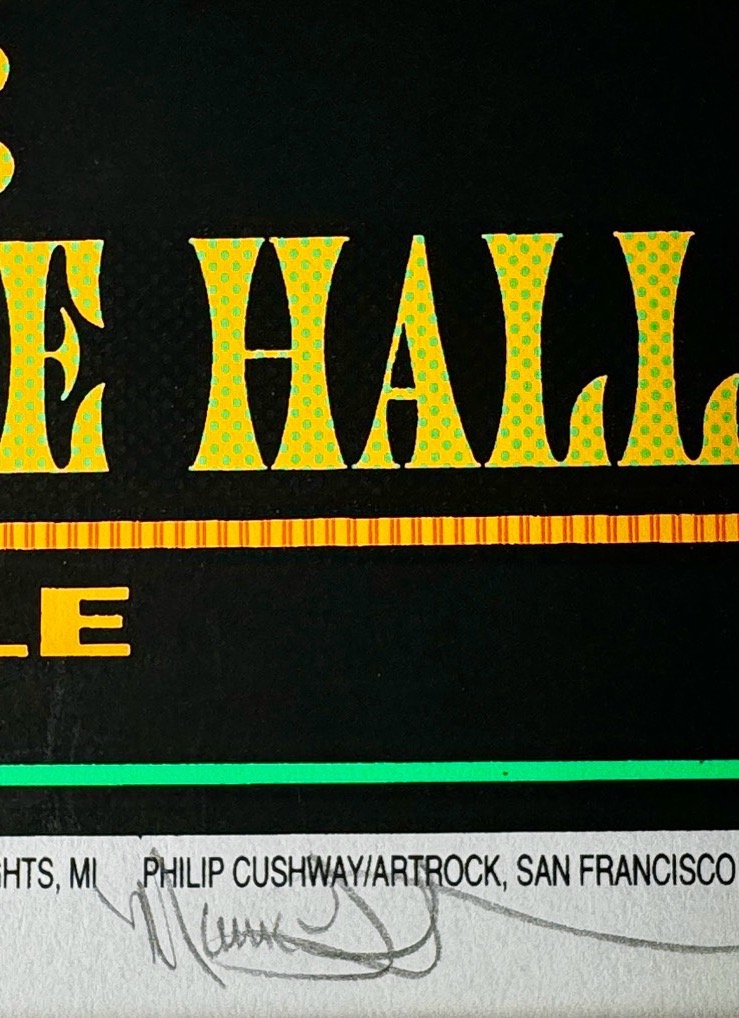 E HALL
LE
GHTS, MI PHILIP CUSHWAY/ARTROCK, SAN FRANCISCO